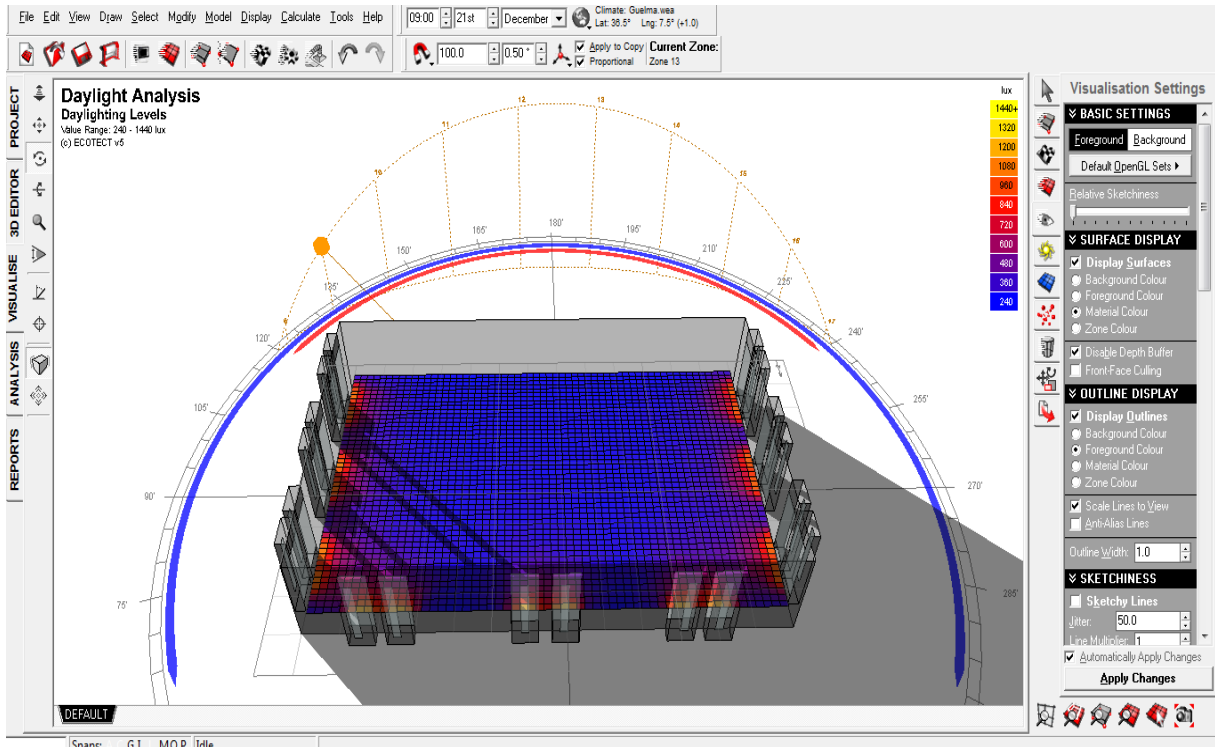 File Edit View Draw Select Modify Model Display Calculate Tools Help
09:00 21st December
Climate: Guelma.wea
Lat: 36.5° Lng: 7.5° (+1.0)
100.0 0.50 °
Apply to Copy
Proportional
Current Zone:
Zone 13
PROJECT
3D EDITOR
VISUALISE
ANALYSIS
REPORTS
Daylight Analysis
Daylighting Levels
Value Range: 240 - 1440 lux
(c) ECOTECT v5
lux
1440+
1320
1200
1080
960
840
720
600
480
360
240
9
10
11
12
13
14
15
16
17
75'
90'
105'
120'
135'
150'
165'
180'
195'
210'
225'
240'
255'
270'
285'
DEFAULT
Visualisation Settings
BASIC SETTINGS
Foreground Background
Default OpenGL Sets
Relative Sketchiness
SURFACE DISPLAY
Display Surfaces
Background Colour
Foreground Colour
Material Colour
Zone Colour
Disable Depth Buffer
Front-Face Culling
OUTLINE DISPLAY
Display Outlines
Background Colour
Foreground Colour
Material Colour
Zone Colour
Scale Lines to View
Anti-Alias Lines
Outline Width: 1.0
SKETCHINESS
Sketchy Lines
Jitter: 50.0
Line Multiplier: 1
Automatically Apply Changes
Apply Changes
Snaps: G I M O P Idle